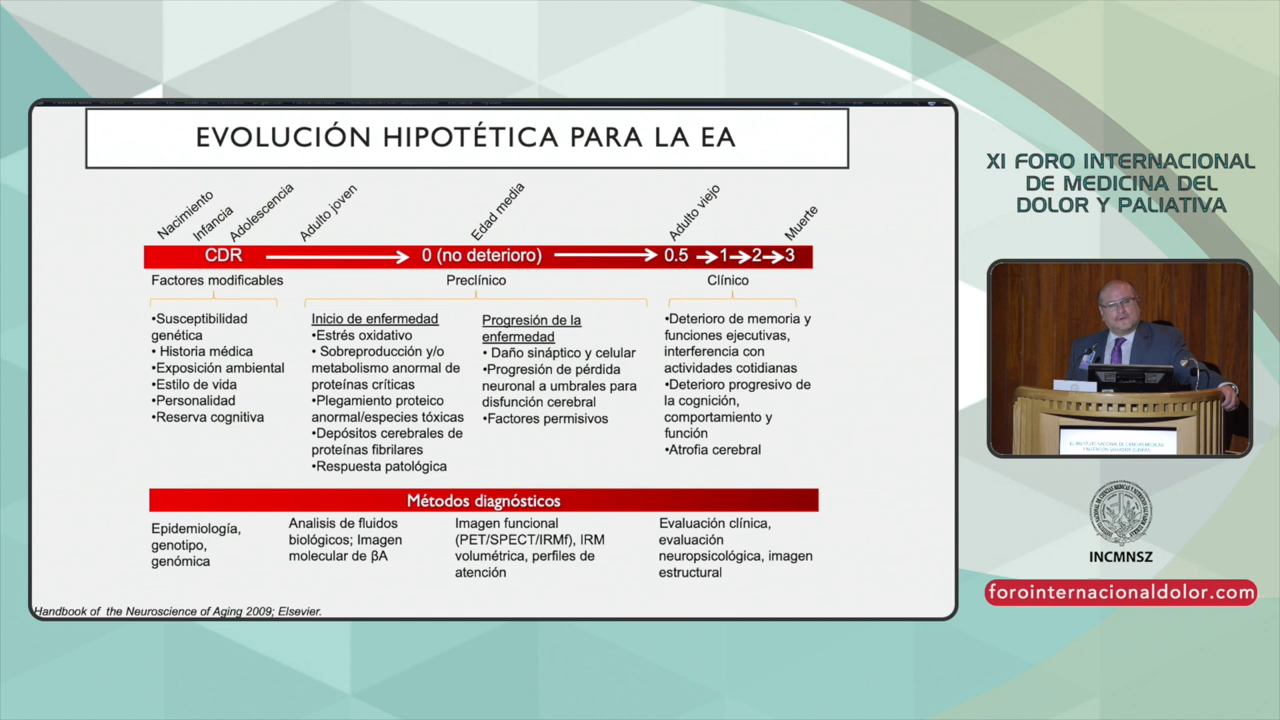 EVOLUCIÓN HIPOTÉTICA PARA LA EA
Nacimiento
Infancia
Adolescencia
Adulto joven
Edad media
Adulto viejo
Muerte
CDR 0 (no deterioro) 0.5 1 2 3
Factores modificables
•Susceptibilidad
genética
• Historia médica
•Exposición ambiental
•Estilo de vida
•Personalidad
•Reserva cognitiva
Preclínico
Inicio de enfermedad
•Estrés oxidativo
• Sobreproducción y/o
metabolismo anormal de
proteínas críticas
•Plegamiento proteico
anormal/especies tóxicas
•Depósitos cerebrales de
proteínas fibrilares
•Respuesta patológica
Progresión de la
enfermedad
• Daño sináptico y celular
•Progresión de pérdida
neuronal a umbrales para
disfunción cerebral
•Factores permisivos
Clínico
•Deterioro de memoria y
funciones ejecutivas,
interferencia con
actividades cotidianas
•Deterioro progresivo de
la cognición,
comportamiento y
función
•Atrofia cerebral
Métodos diagnósticos
Epidemiología,
genotipo,
genómica
Analisis de fluidos
biológicos; Imagen
molecular de βA
Imagen funcional
(PET/SPECT/IRMf), IRM
volumétrica, perfiles de
atención
Evaluación clínica,
evaluación
neuropsicológica, imagen
estructural
Handbook of the Neuroscience of Aging 2009; Elsevier.
XI FORO INTERNACIONAL
DE MEDICINA DEL
DOLOR Y PALIATIVA
INCMNSZ
forointernacionaldolor.com